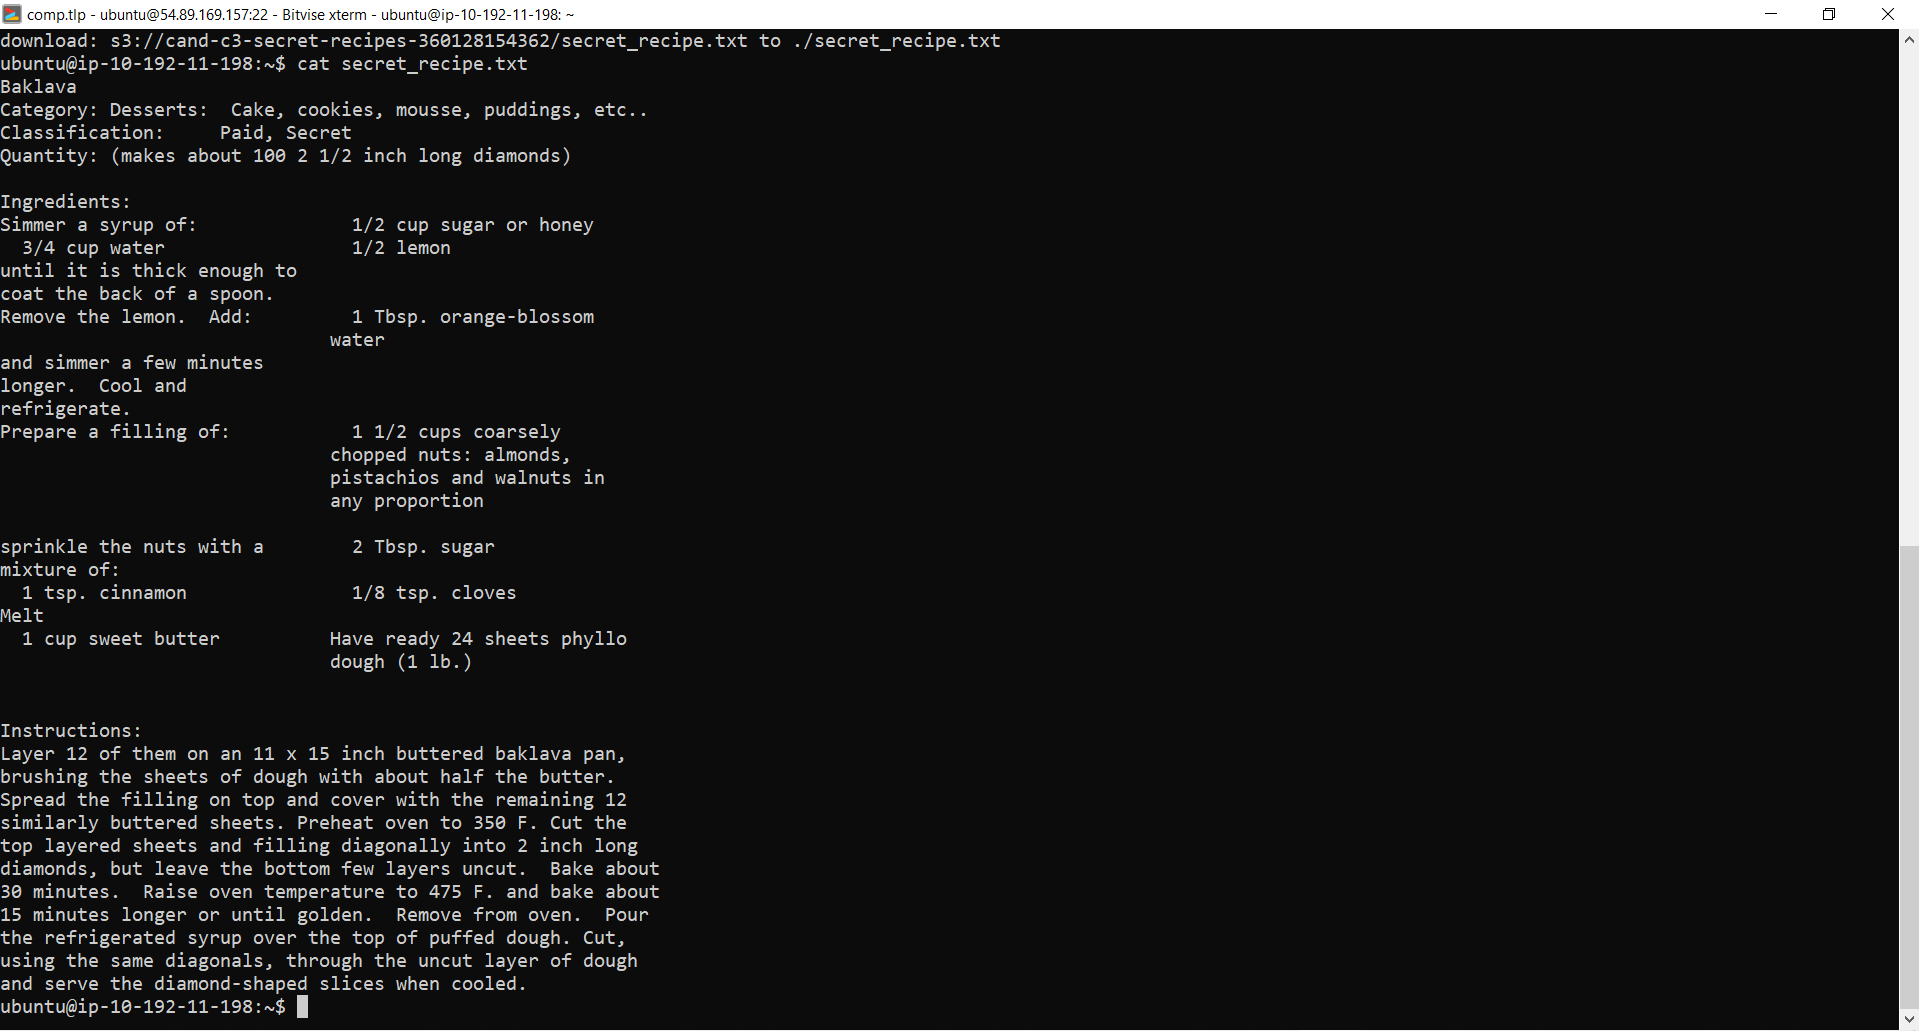 comp.tlp - ubuntu@54.89.169.157:22 - Bitvise xterm - ubuntu@ip-10-192-11-198: ~
download: s3://cand-c3-secret-recipes-360128154362/secret_recipe.txt to ./secret_recipe.txt
ubuntu@ip-10-192-11-198:~$ cat secret_recipe.txt
Baklava
Category: Desserts:  Cake, cookies, mousse, puddings, etc..
Classification:     Paid, Secret
Quantity: (makes about 100 2 1/2 inch long diamonds)

Ingredients:
Simmer a syrup of:              1/2 cup sugar or honey
  3/4 cup water                 1/2 lemon
until it is thick enough to
coat the back of a spoon.
Remove the lemon.  Add:         1 Tbsp. orange-blossom
                              water
and simmer a few minutes
longer.  Cool and
refrigerate.
Prepare a filling of:           1 1/2 cups coarsely
                              chopped nuts: almonds,
                              pistachios and walnuts in
                              any proportion

sprinkle the nuts with a        2 Tbsp. sugar
mixture of:
  1 tsp. cinnamon               1/8 tsp. cloves
Melt
  1 cup sweet butter          Have ready 24 sheets phyllo
                              dough (1 lb.)

Instructions:
Layer 12 of them on an 11 x 15 inch buttered baklava pan,
brushing the sheets of dough with about half the butter.
Spread the filling on top and cover with the remaining 12
similarly buttered sheets. Preheat oven to 350 F. Cut the
top layered sheets and filling diagonally into 2 inch long
diamonds, but leave the bottom few layers uncut.  Bake about
30 minutes.  Raise oven temperature to 475 F. and bake about
15 minutes longer or until golden.  Remove from oven.  Pour
the refrigerated syrup over the top of puffed dough. Cut,
using the same diagonals, through the uncut layer of dough
and serve the diamond-shaped slices when cooled.
ubuntu@ip-10-192-11-198:~$